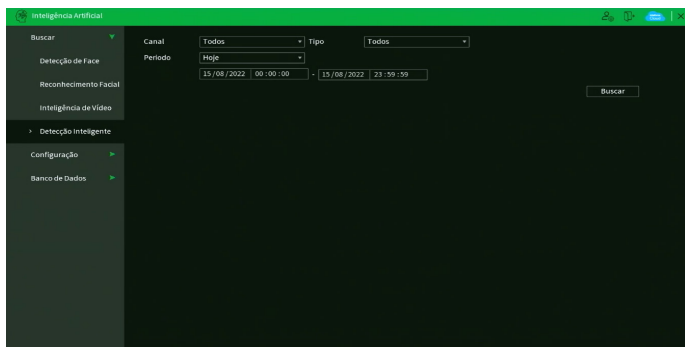 Inteligência Artificial
Buscar
Canal Todos Tipo Todos
Detecção de Face
Período Hoje
15/08/2022 00:00:00 - 15/08/2022 23:59:59
Reconhecimento Facial
Buscar
Inteligência de Vídeo
> Detecção Inteligente
Configuração
Banco de Dados